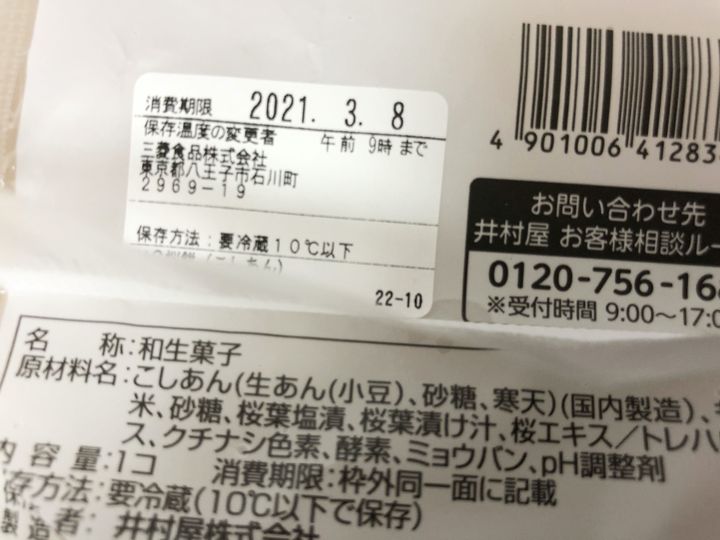 消費期限 2021. 3. 8
保存温度の変更者 午前 9時まで
三菱食品株式会社
東京都八王子市石川町
2969-19
保存方法:要冷蔵10℃以下
(こしあん)
22-10
4 901006 41283
お問い合わせ先
井村屋 お客様相談ルー
0120-756-16
※受付時間 9:00~17:0
名 称:和生菓子
原材料名:こしあん(生あん(小豆)、砂糖、寒天)(国内製造)、
米、砂糖、桜葉塩漬、桜葉漬け汁、桜エキス/トレハ
ス、クチナシ色素、酵素、ミョウバン、pH調整剤
内容量:1コ 消費期限:枠外同一面に記載
存方法:要冷蔵(10℃以下で保存)
製造者:井村屋株式会社